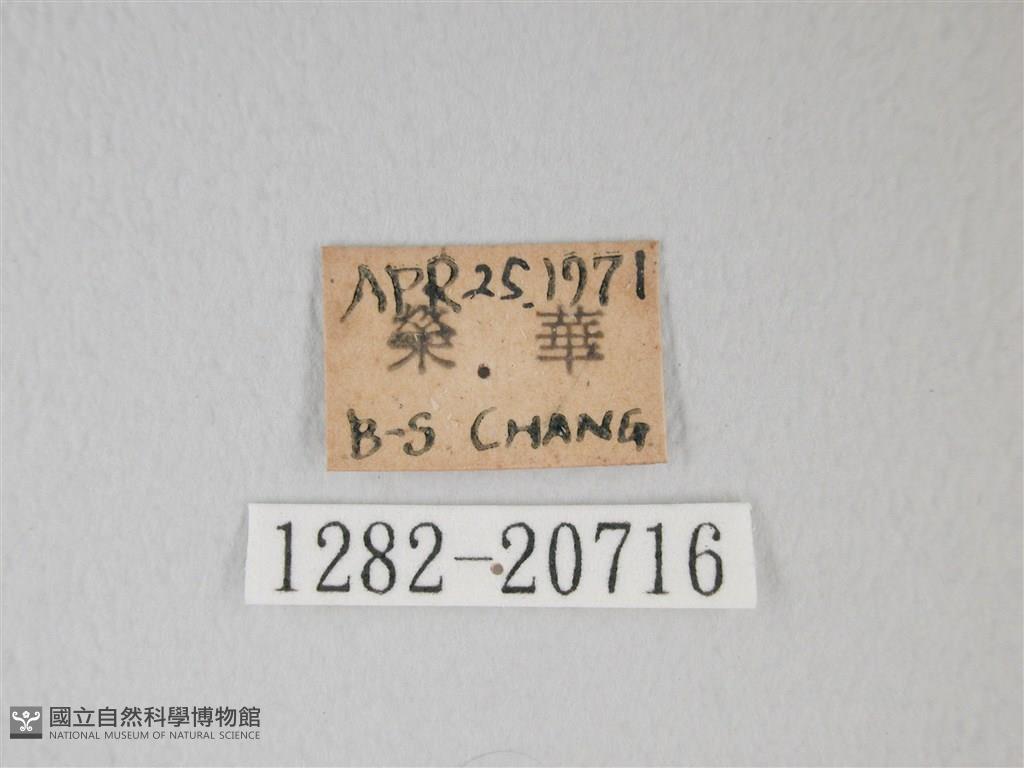 APR 25.1971
榮 華
B-S CHANG
1282-20716
國立自然科學博物館
NATIONAL MUSEUM OF NATURAL SCIENCE